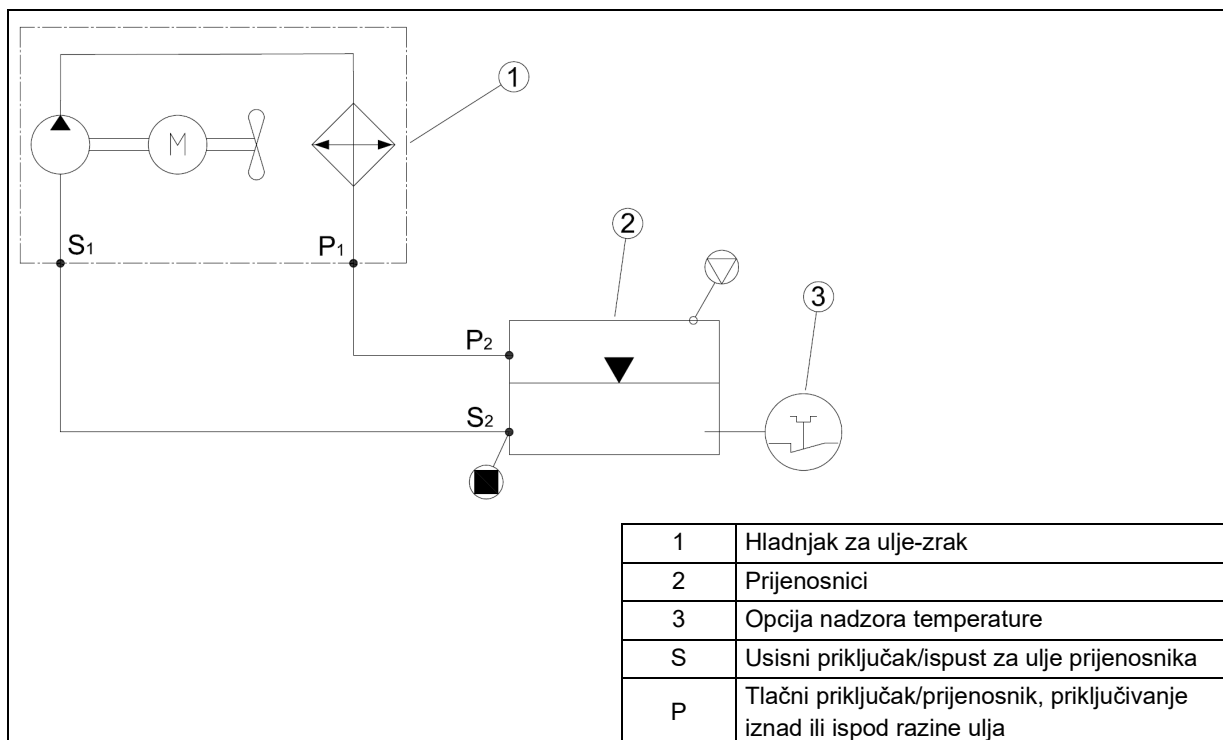 1
M
S1
P1
2
3
P2
S2
1 Hladnjak za ulje-zrak
2 Prijenosnici
3 Opcija nadzora temperature
S Usisni priključak/ispust za ulje prijenosnika
P Tlačni priključak/prijenosnik, priključivanje
iznad ili ispod razine ulja